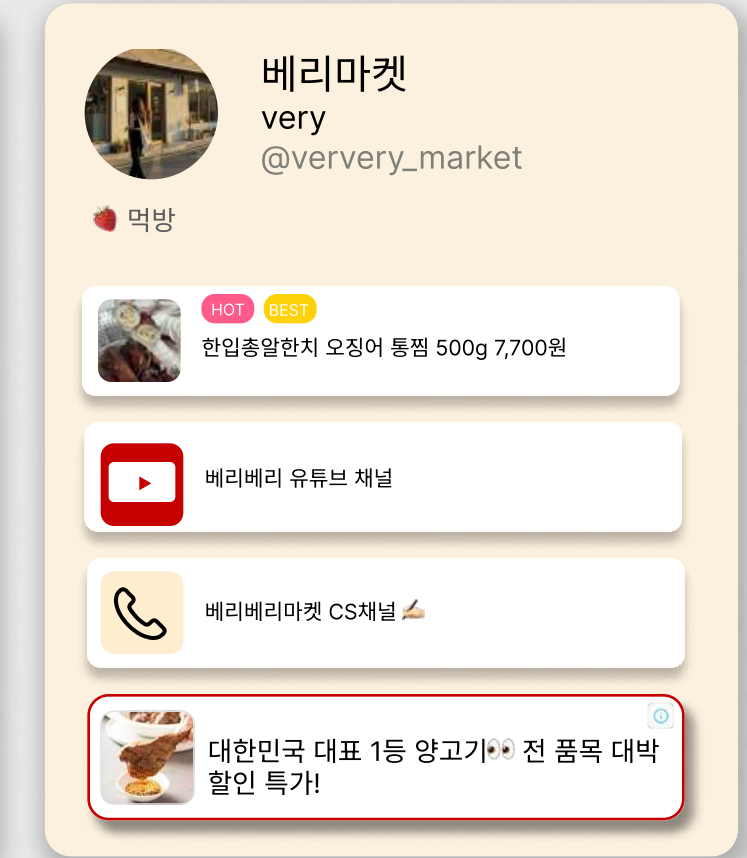 베리마켓
very
@ververy_market
🍓 먹방
HOT BEST
한입총알한치 오징어 통찜 500g 7,700원
베리베리 유튜브 채널
베리베리마켓 CS채널 ✍🏻
대한민국 대표 1등 양고기👀 전 품목 대박
할인 특가!